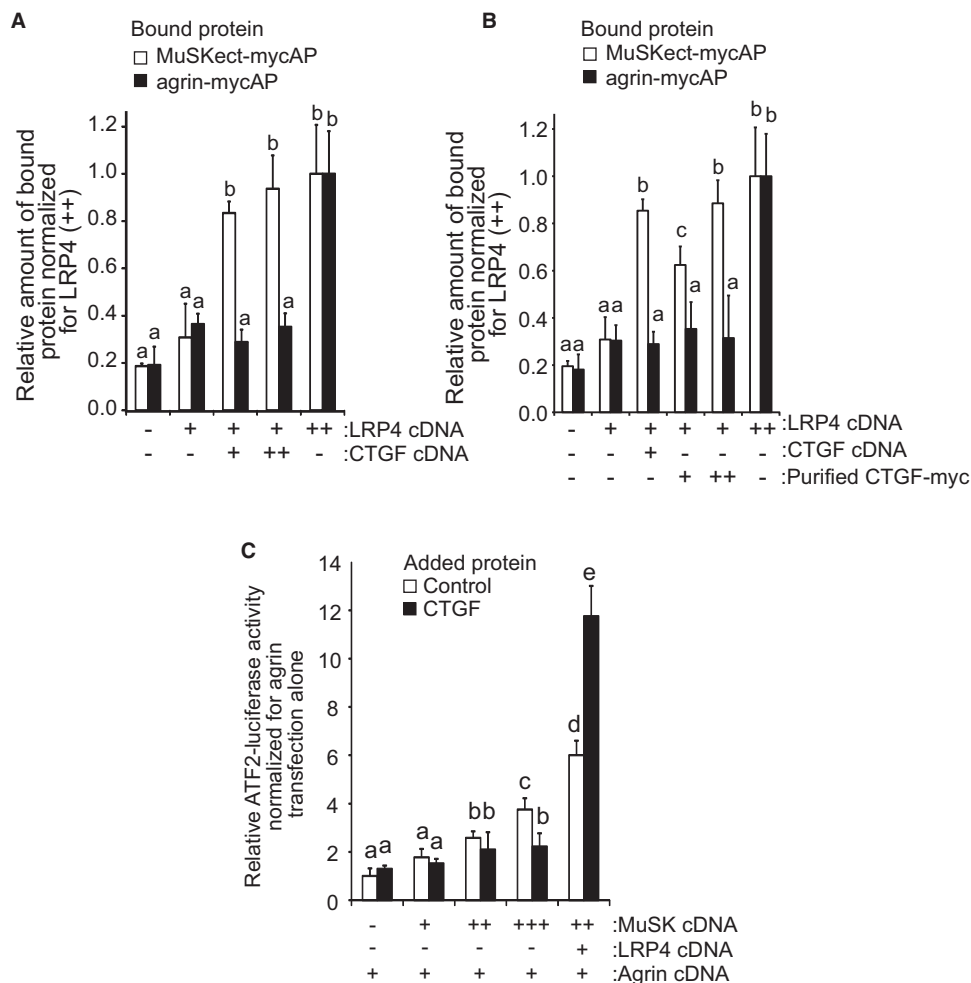 A
Bound protein
MuSKect-mycAP
agrin-mycAP
Relative amount of bound
protein normalized
for LRP4 (++)
1.2
1.0
0.8
0.6
0.4
0.2
0.0
a a a a b a b a b b
- + + + ++ :LRP4 cDNA
- - + ++ - :CTGF cDNA
B
Bound protein
MuSKect-mycAP
agrin-mycAP
Relative amount of bound
protein normalized
for LRP4 (++)
1.2
1.0
0.8
0.6
0.4
0.2
0.0
aa aa b a c a b a b b
- + + + + ++ :LRP4 cDNA
- - + - - - :CTGF cDNA
- - - + ++ - :Purified CTGF-myc
C
Added protein
Control
CTGF
Relative ATF2-luciferase activity
normalized for agrin
transfection alone
14
12
10
8
6
4
2
0
a a a a bb c b d e
- + ++ +++ ++ :MuSK cDNA
- - - - + :LRP4 cDNA
+ + + + + :Agrin cDNA